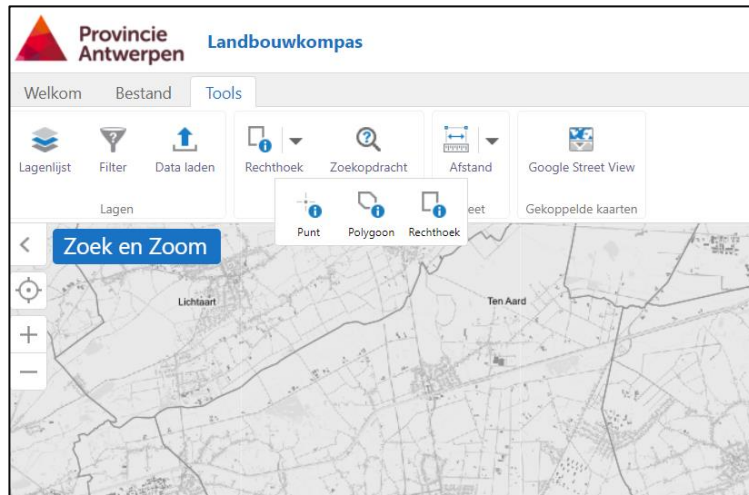 Provincie
Antwerpen
Landbouwkompas
Welkom Bestand Tools
Lagenlijst Filter Data laden Rechthoek Zoekopdracht Afstand Google Street View
Lagen eet Gekoppelde kaarten
Punt Polygoon Rechthoek
Zoek en Zoom
Lichtaart Ten Aard